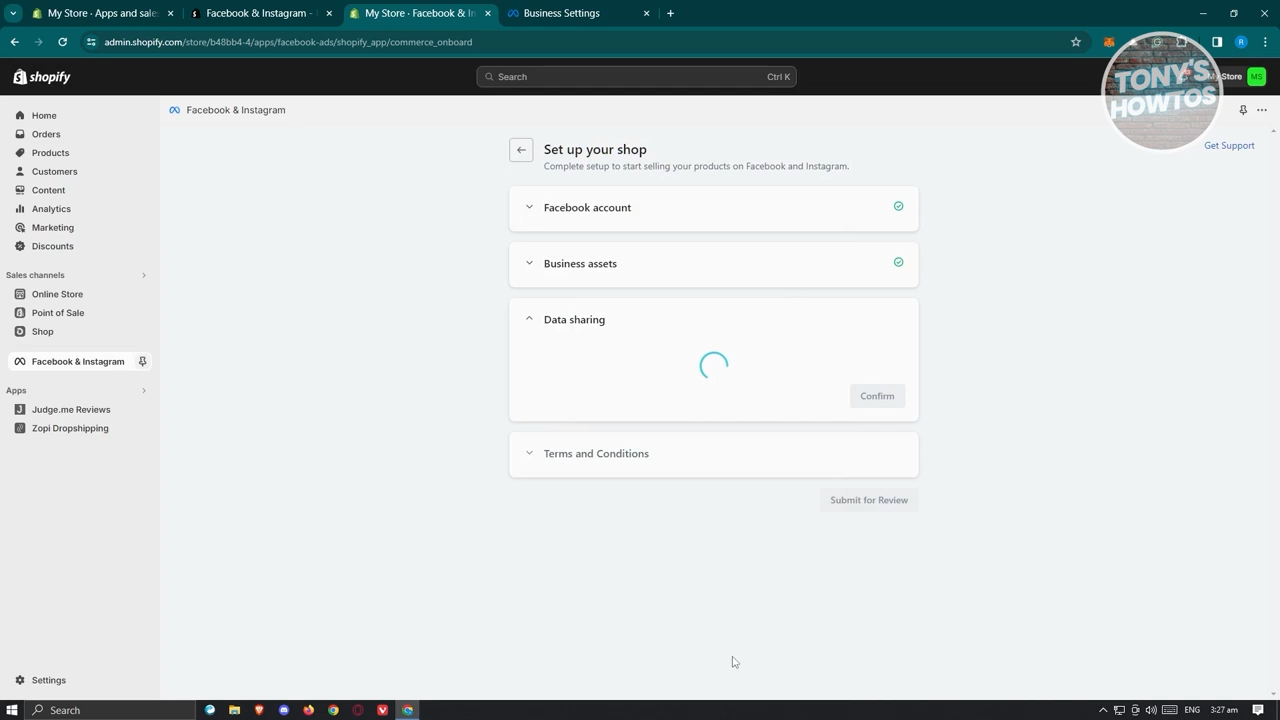 My Store · Apps and sales
Facebook & Instagram -
My Store · Facebook & In
Business Settings
admin.shopify.com/store/b48bb4-4/apps/facebook-ads/shopify_app/commerce_onboard
R
shopify
Search
Ctrl K
My Store
MS
TONY'S
HOWTOS
Facebook & Instagram
Get Support
Home
Orders
Products
Customers
Content
Analytics
Marketing
Discounts
Sales channels
Online Store
Point of Sale
Shop
Facebook & Instagram
Apps
Judge.me Reviews
Zopi Dropshipping
Settings
Set up your shop
Complete setup to start selling your products on Facebook and Instagram.
Facebook account
Business assets
Data sharing
Confirm
Terms and Conditions
Submit for Review
Search
ENG
3:27 am